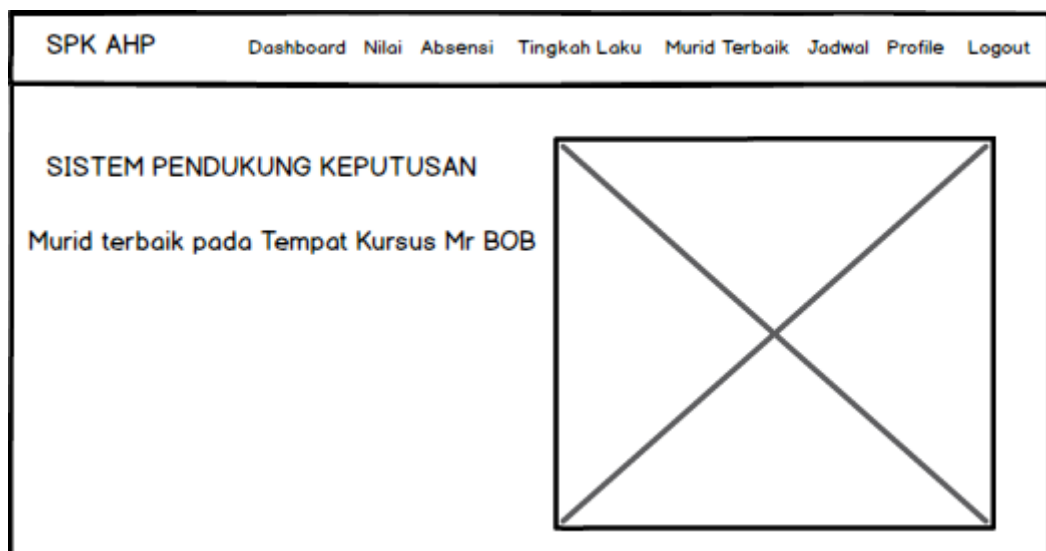 SPK AHP Dashboard Nilai Absensi Tingkah Laku Murid Terbaik Jadwal Profile Logout
SISTEM PENDUKUNG KEPUTUSAN
Murid terbaik pada Tempat Kursus Mr BOB